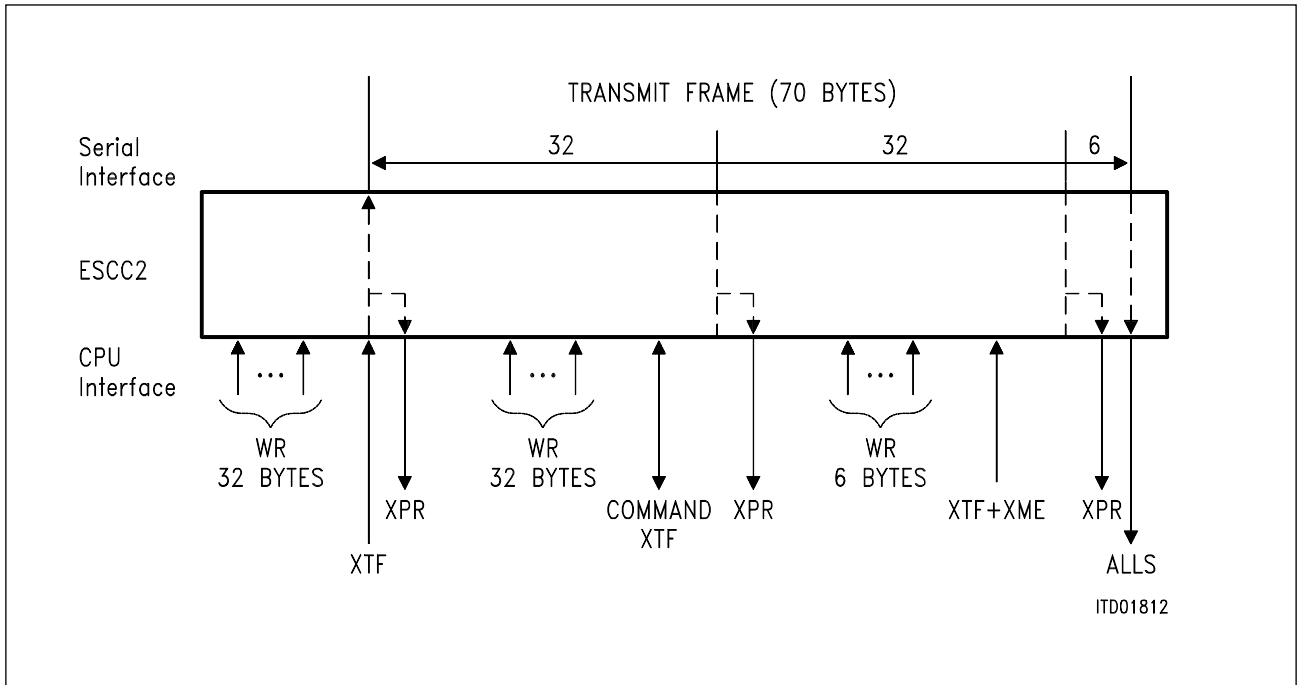 TRANSMIT FRAME (70 BYTES)
Serial
Interface
32
32
6
ESCC2
CPU
Interface
...
...
...
WR
32 BYTES
WR
32 BYTES
WR
6 BYTES
XPR
COMMAND
XTF
XPR
XTF+XME
XPR
XTF
ALLS
ITD01812